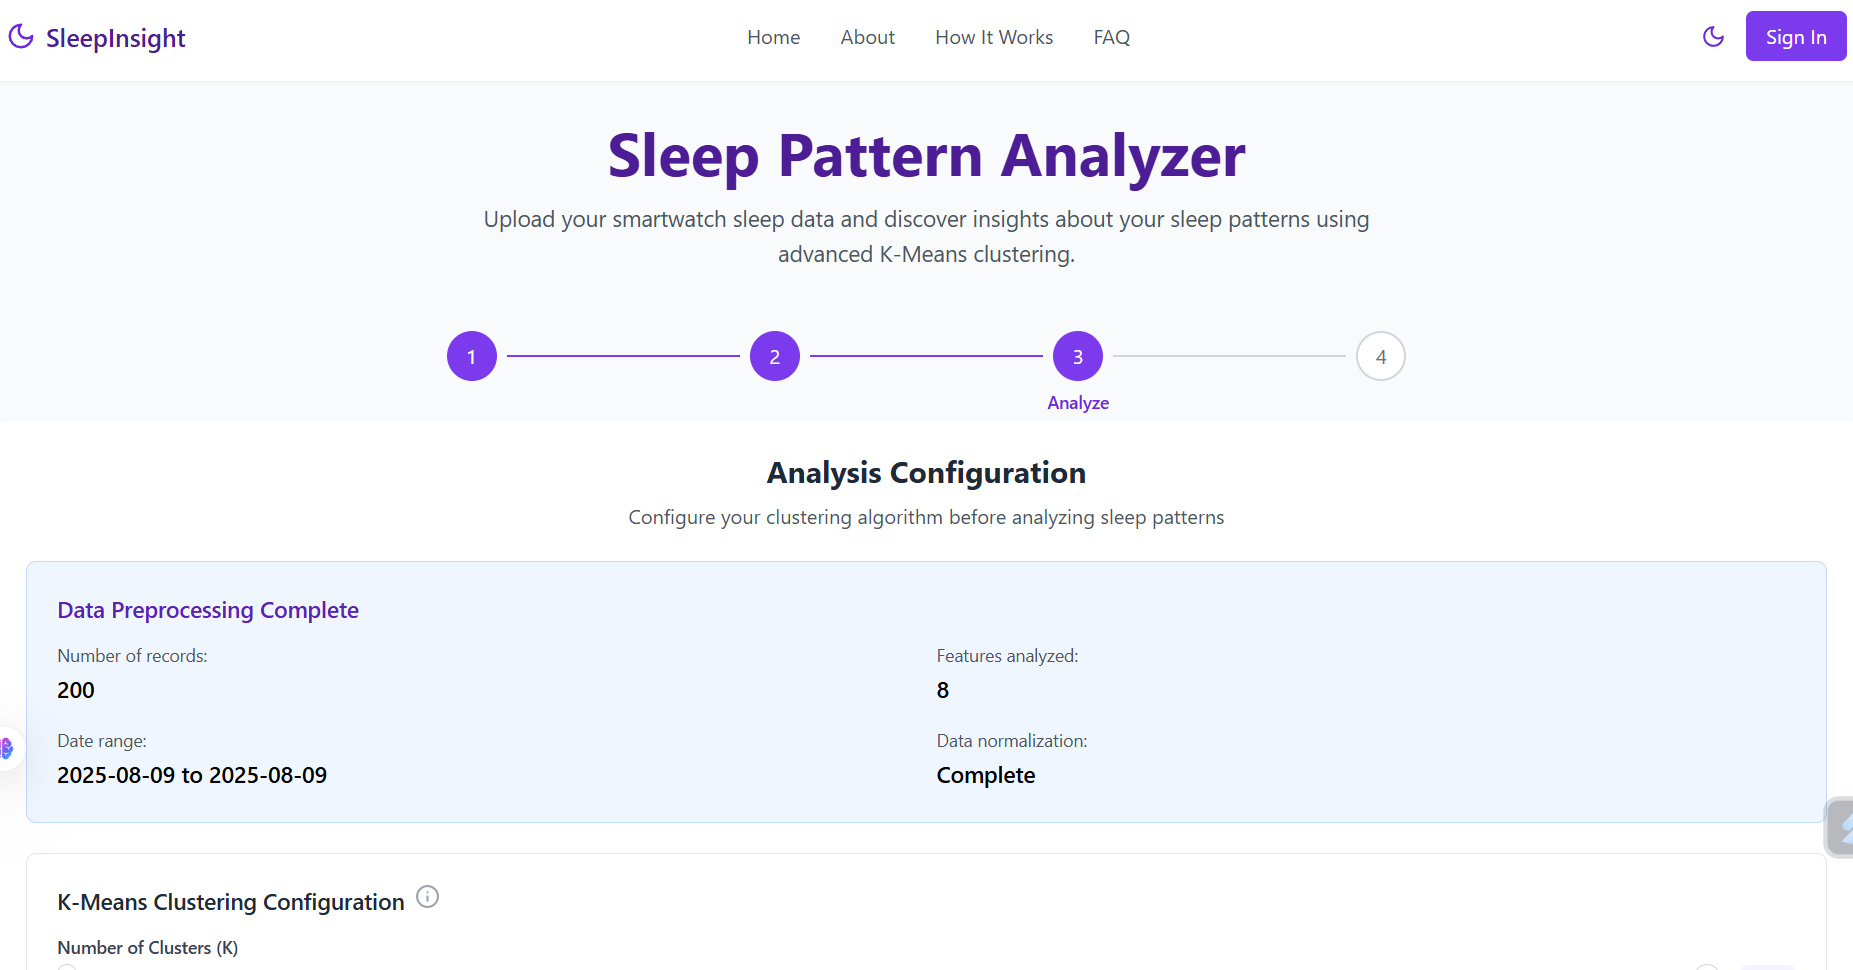 SleepInsight
Home
About
How It Works
FAQ
Sign In
Sleep Pattern Analyzer
Upload your smartwatch sleep data and discover insights about your sleep patterns using
advanced K-Means clustering.
1
2
3
4
Analyze
Analysis Configuration
Configure your clustering algorithm before analyzing sleep patterns
Data Preprocessing Complete
Number of records:
200
Features analyzed:
8
Date range:
2025-08-09 to 2025-08-09
Data normalization:
Complete
K-Means Clustering Configuration
Number of Clusters (K)